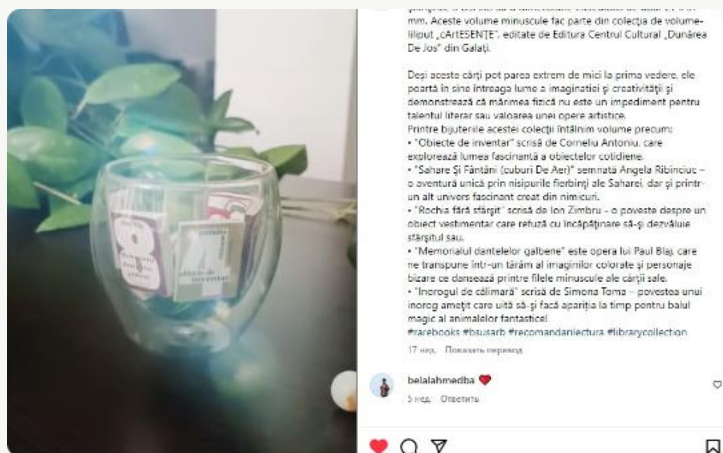 mm. Aceste volume minuscule fac parte din colecția de volume-
liliput „cArtESENȚE", editate de Editura Centrul Cultural „Dunărea
De Jos" din Galați.
Deși aceste cărți pot parea extrem de mici la prima vedere, ele
poartă în sine întreaga lume a imaginatiei și creativității și
demonstrează că mărimea fizică nu este un impediment pentru
talentul literar sau valoarea unei opere artistice.
Printre bijuteriile acestei colecții întâlnim volume precum:
• "Obiecte de inventar" scrisă de Corneliu Antoniu, care
explorează lumea fascinantă a obiectelor cotidiene.
• "Sahare Și Fântâni (cuburi De Aer)" semnată Angela Ribinciuc –
o aventură unică prin nisipurile fierbinți ale Saharei, dar și printr-
un alt univers fascinant creat din nimicuri.
• "Rochia fără sfârșit" scrisă de Ion Zimbru - o poveste despre un
obiect vestimentar care refuză cu încăpățînare să-și dezvăluie
sfârșitul sau.
• "Memorialul dantelelor galbene" este opera lui Paul Blaj, care
ne transpune într-un tărâm al imaginilor colorate și personaje
bizare ce dansează printre filele minuscule ale cărții sale.
• "Inorogul de călimară" scrisă de Simona Toma – povestea unui
inorog amețit care uită să-și facă apariția la timp pentru balul
magic al animalelor fantastice!
#rarebooks #bsusarb #recomandarilectura #librarycollection
17 нед. Показать перевод
belalahmedba ❤️
5 нед. Ответить
8
4
obiecte de
inventar